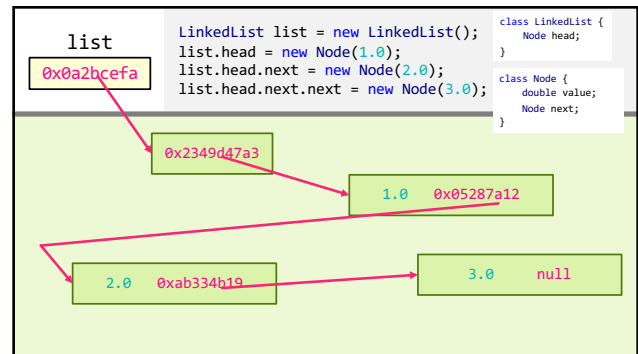 list
0x0a2bcefa
LinkedList list = new LinkedList();
list.head = new Node(1.0);
list.head.next = new Node(2.0);
list.head.next.next = new Node(3.0);
class LinkedList {
Node head;
}
class Node {
double value;
Node next;
}
0x2349d47a3
1.0 0x05287a12
2.0 0xab334b19
3.0 null